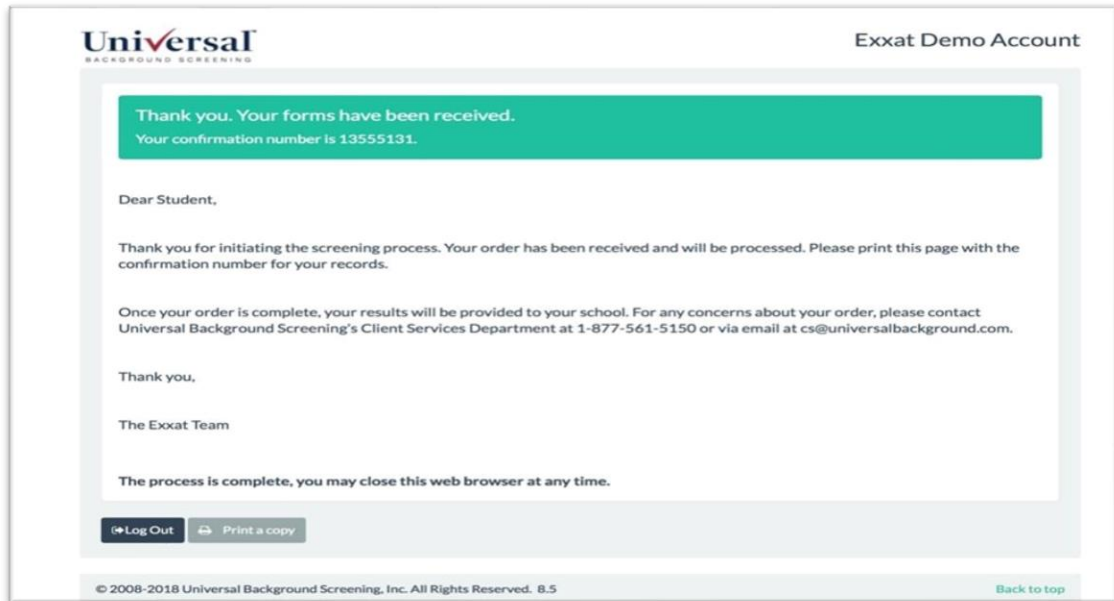 Universal
BACKGROUND SCREENING
Exxat Demo Account
Thank you. Your forms have been received.
Your confirmation number is 13555131.
Dear Student,
Thank you for initiating the screening process. Your order has been received and will be processed. Please print this page with the
confirmation number for your records.
Once your order is complete, your results will be provided to your school. For any concerns about your order, please contact
Universal Background Screening's Client Services Department at 1-877-561-5150 or via email at cs@universalbackground.com.
Thank you,
The Exxat Team
The process is complete, you may close this web browser at any time.
Log Out Print a copy
© 2008-2018 Universal Background Screening, Inc. All Rights Reserved. 8.5 Back to top